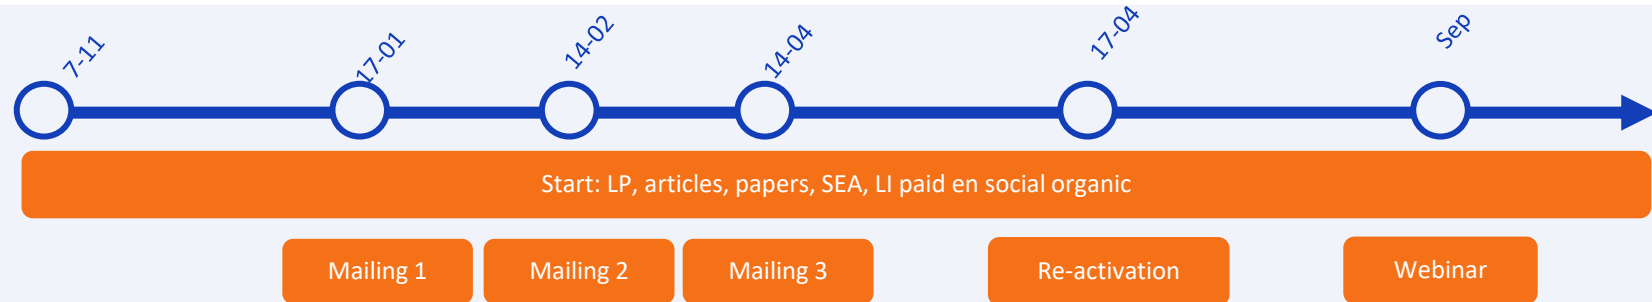 7-11
17-01
14-02
14-04
17-04
Sep
Start: LP, articles, papers, SEA, LI paid en social organic
Mailing 1
Mailing 2
Mailing 3
Re-activation
Webinar